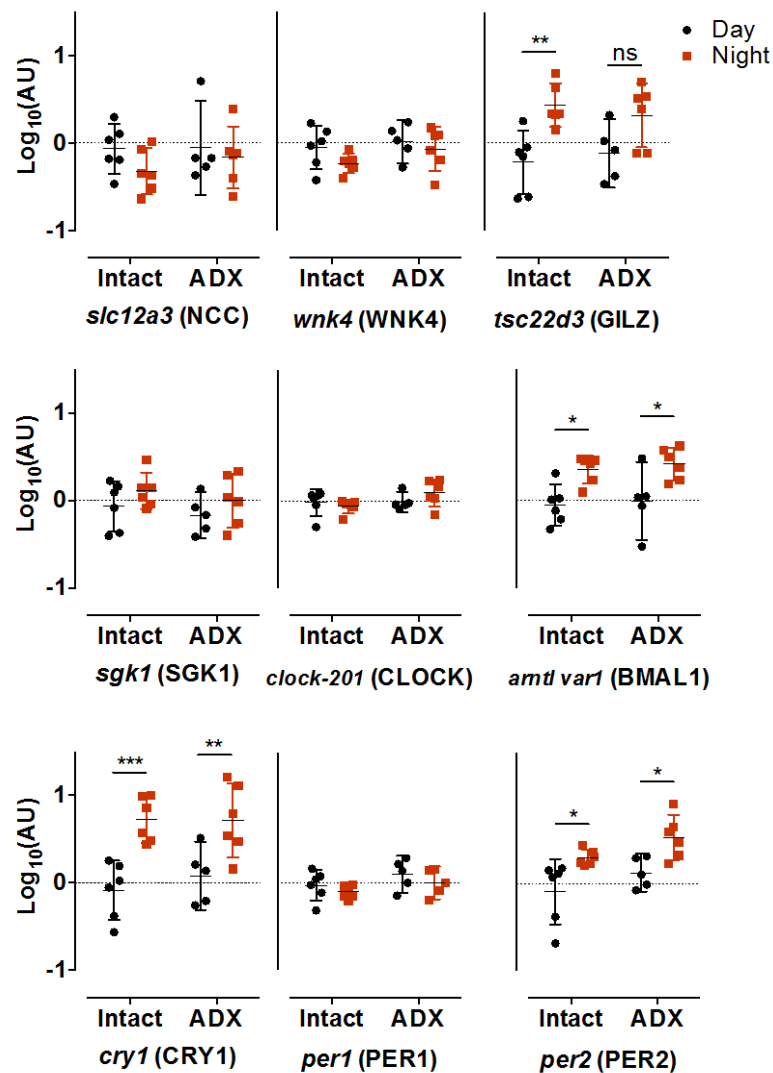 Day
Night
Log10(AU)
1
0
-1
**
ns
Intact ADX Intact ADX Intact ADX
slc12a3 (NCC) wnk4 (WNK4) tsc22d3 (GILZ)
Log10(AU)
1
0
-1
*
*
Intact ADX Intact ADX Intact ADX
sgk1 (SGK1) clock-201 (CLOCK) arntl var1 (BMAL1)
Log10(AU)
1
0
-1
***
**
*
*
Intact ADX Intact ADX Intact ADX
cry1 (CRY1) per1 (PER1) per2 (PER2)